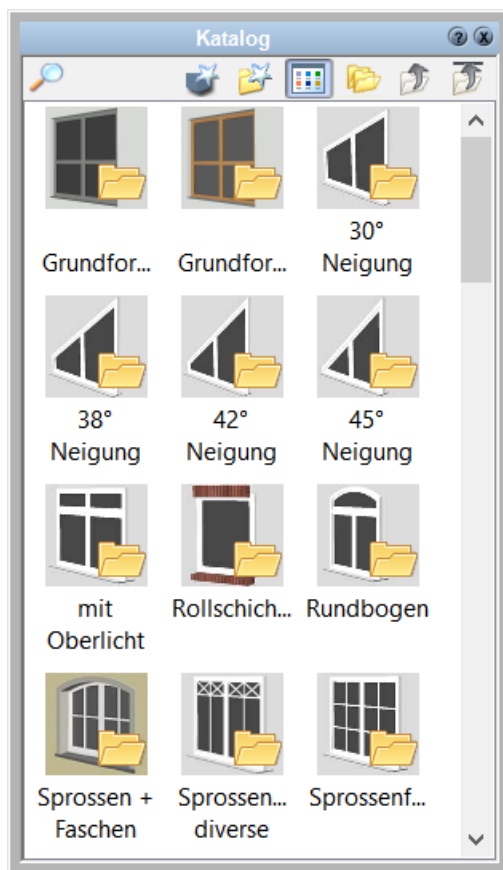 Katalog
Grundfor...
Grundfor...
30°
Neigung
38°
Neigung
42°
Neigung
45°
Neigung
mit
Oberlicht
Rollschich...
Rundbogen
Sprossen +
Faschen
Sprossen...
diverse
Sprossenf...